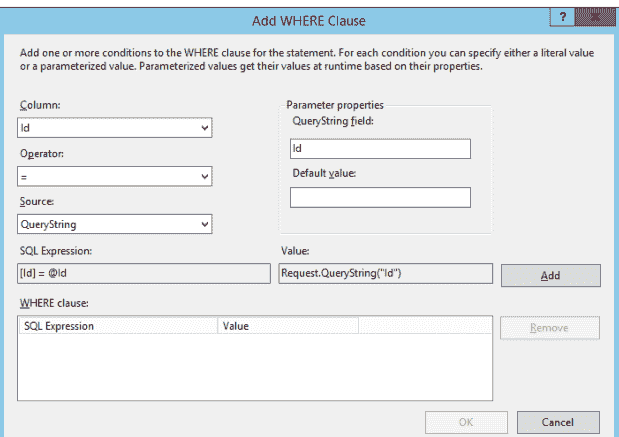 Add WHERE Clause
?
Add one or more conditions to the WHERE clause for the statement. For each condition you can specify either a literal value
or a parameterized value. Parameterized values get their values at runtime based on their properties.
Column:
Id
Operator:
=
Source:
QueryString
Parameter properties
QueryString field:
Id
Default value:
SQL Expression:
[Id] = @Id
Value:
Request.QueryString("Id")
Add
WHERE clause:
SQL Expression Value
Remove
OK Cancel